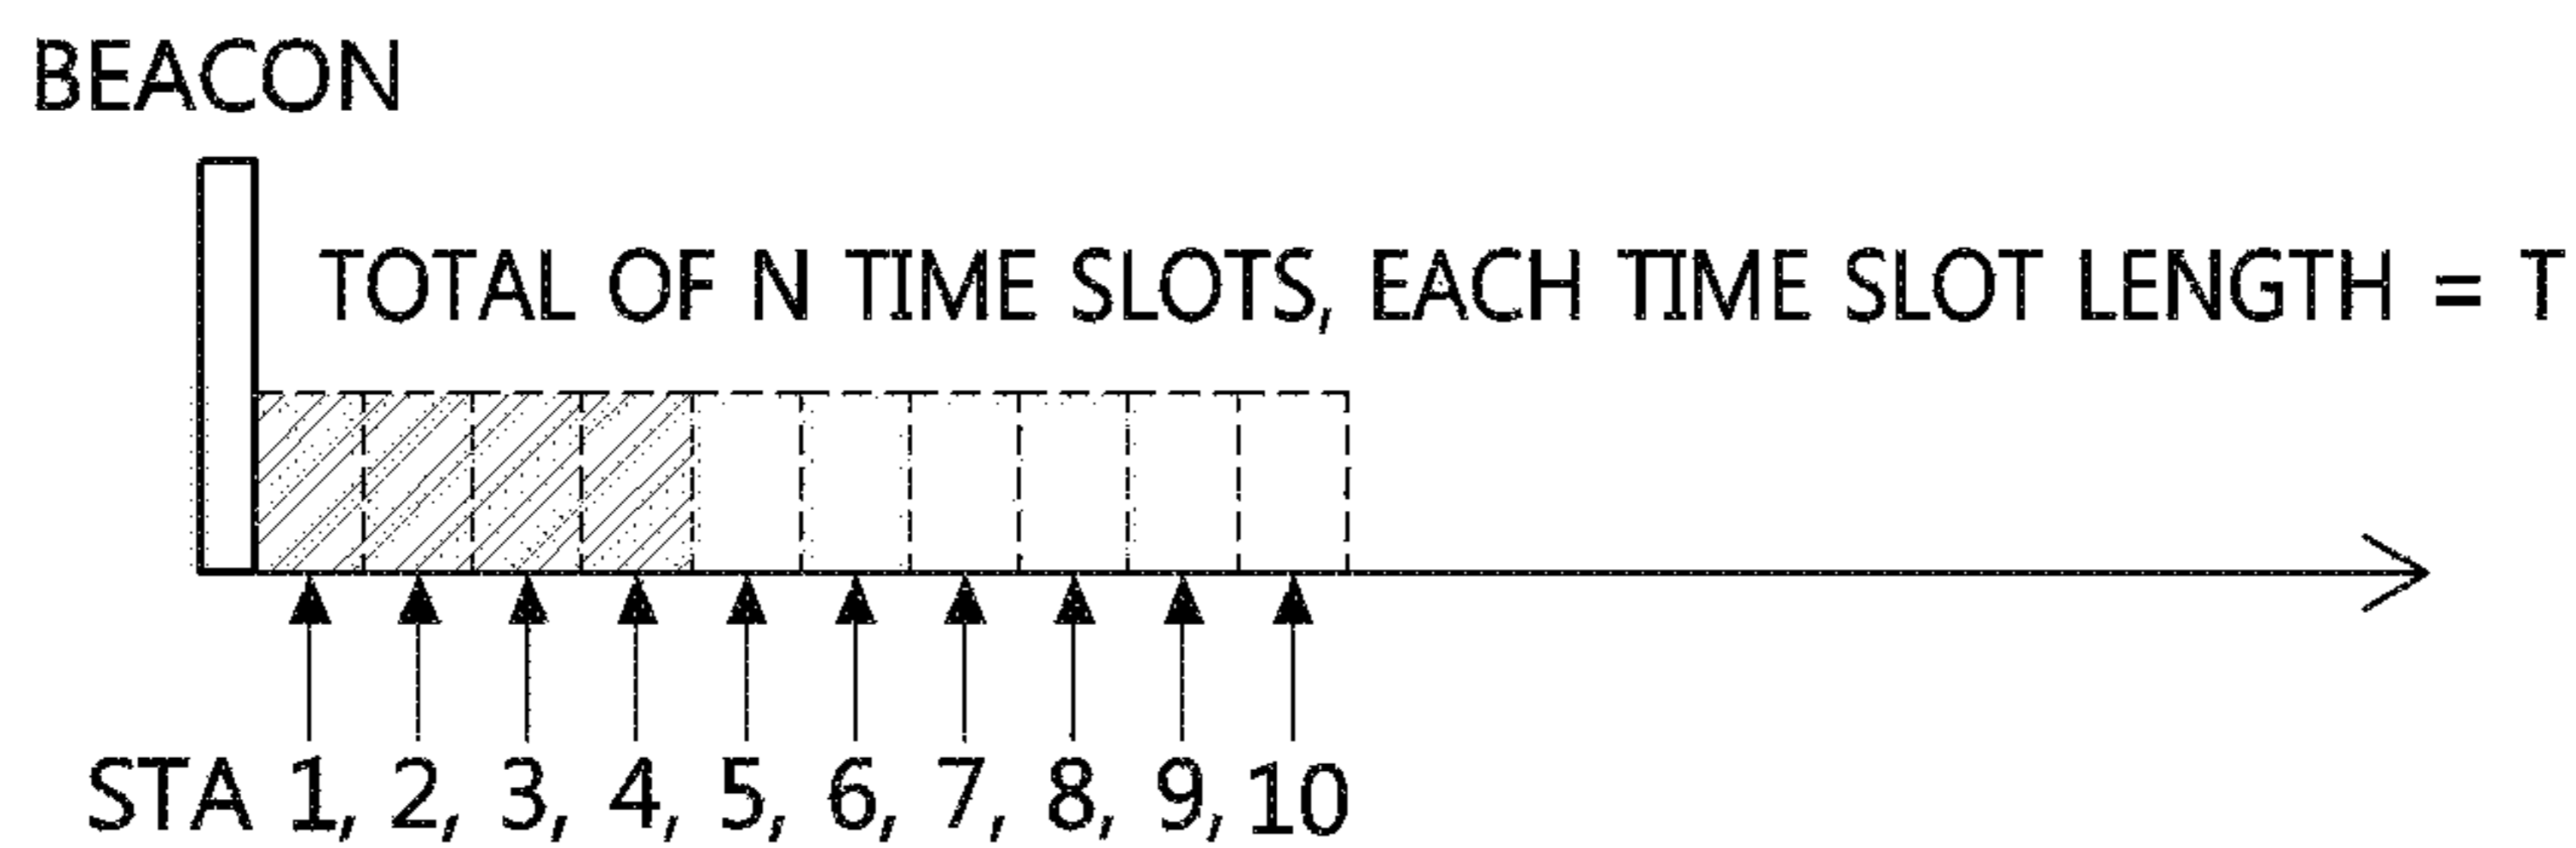 BEACON
TOTAL OF N TIME SLOTS, EACH TIME SLOT LENGTH = T
STA 1, 2, 3, 4, 5, 6, 7, 8, 9, 10